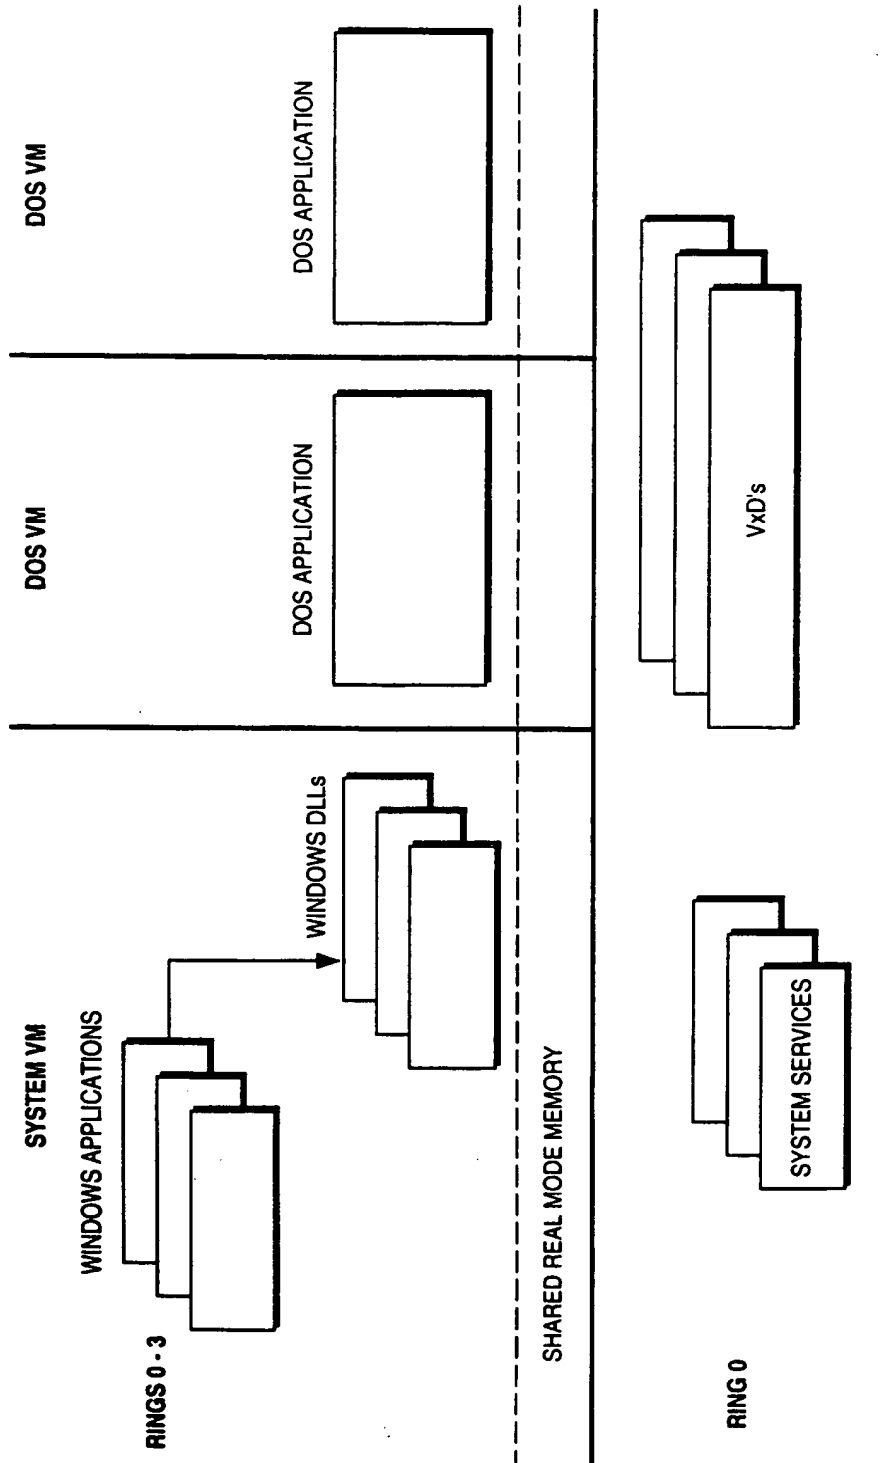 SYSTEM VM
DOS VM
DOS VM
WINDOWS APPLICATIONS
RINGS 0 - 3
WINDOWS DLLs
DOS APPLICATION
DOS APPLICATION
SHARED REAL MODE MEMORY
RING 0
SYSTEM SERVICES
VxD's